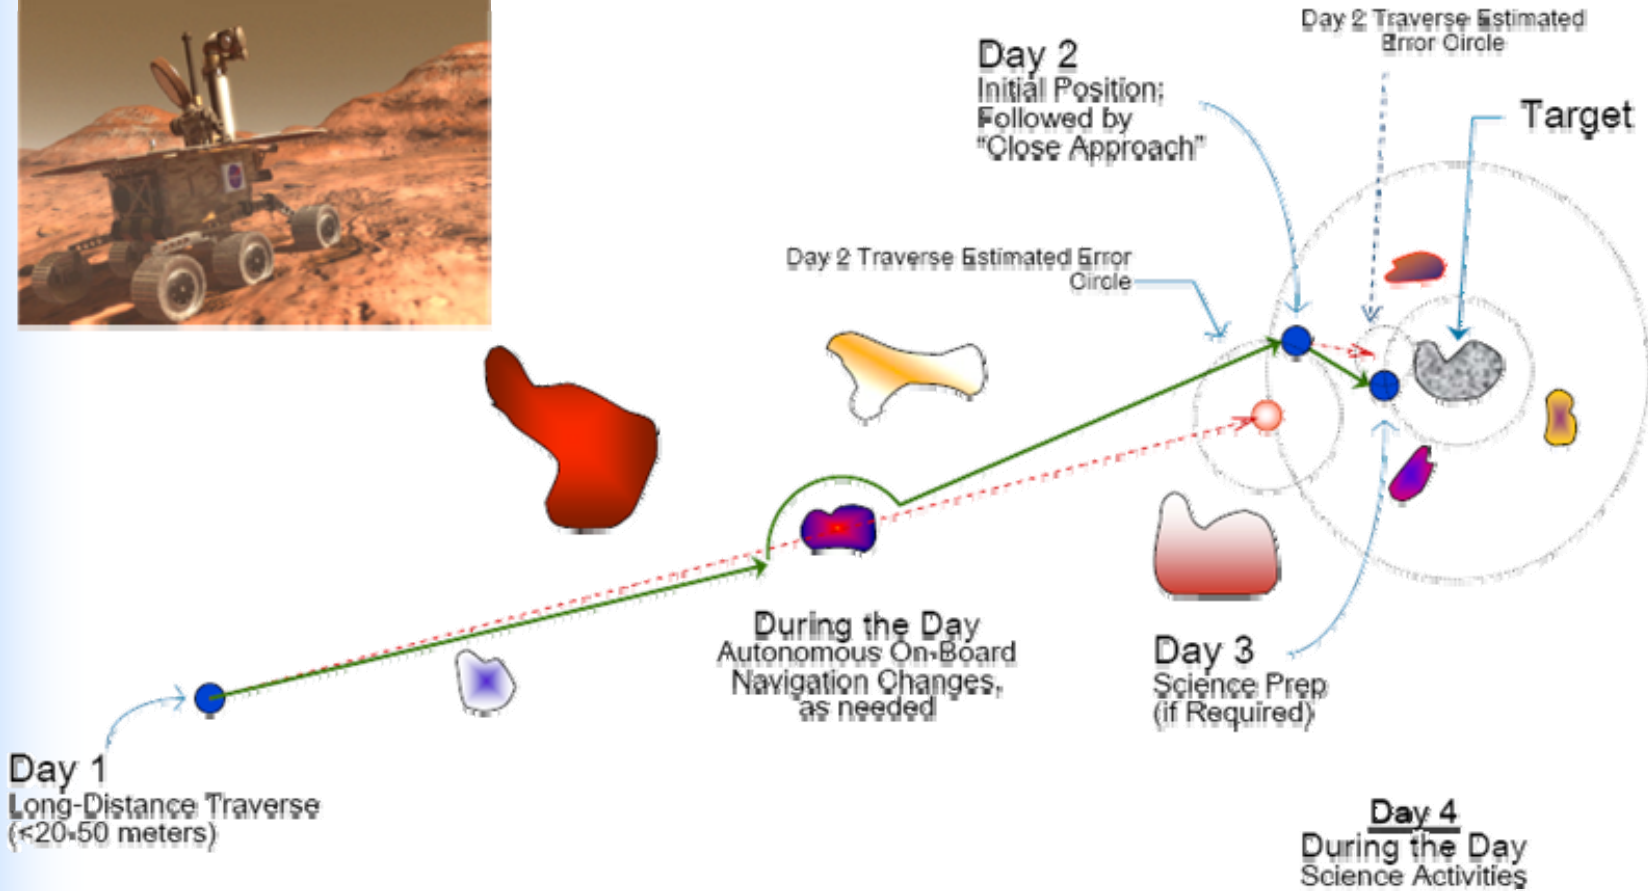 Day 2 Traverse Estimated
Error Circle
Day 2
Initial Position;
Followed by
“Close Approach”
Target
Day 2 Traverse Estimated Error
Circle
During the Day
Autonomous On-Board
Navigation Changes,
as needed
Day 3
Science Prep
(if Required)
Day 1
Long-Distance Traverse
(<20-50 meters)
Day 4
During the Day
Science Activities